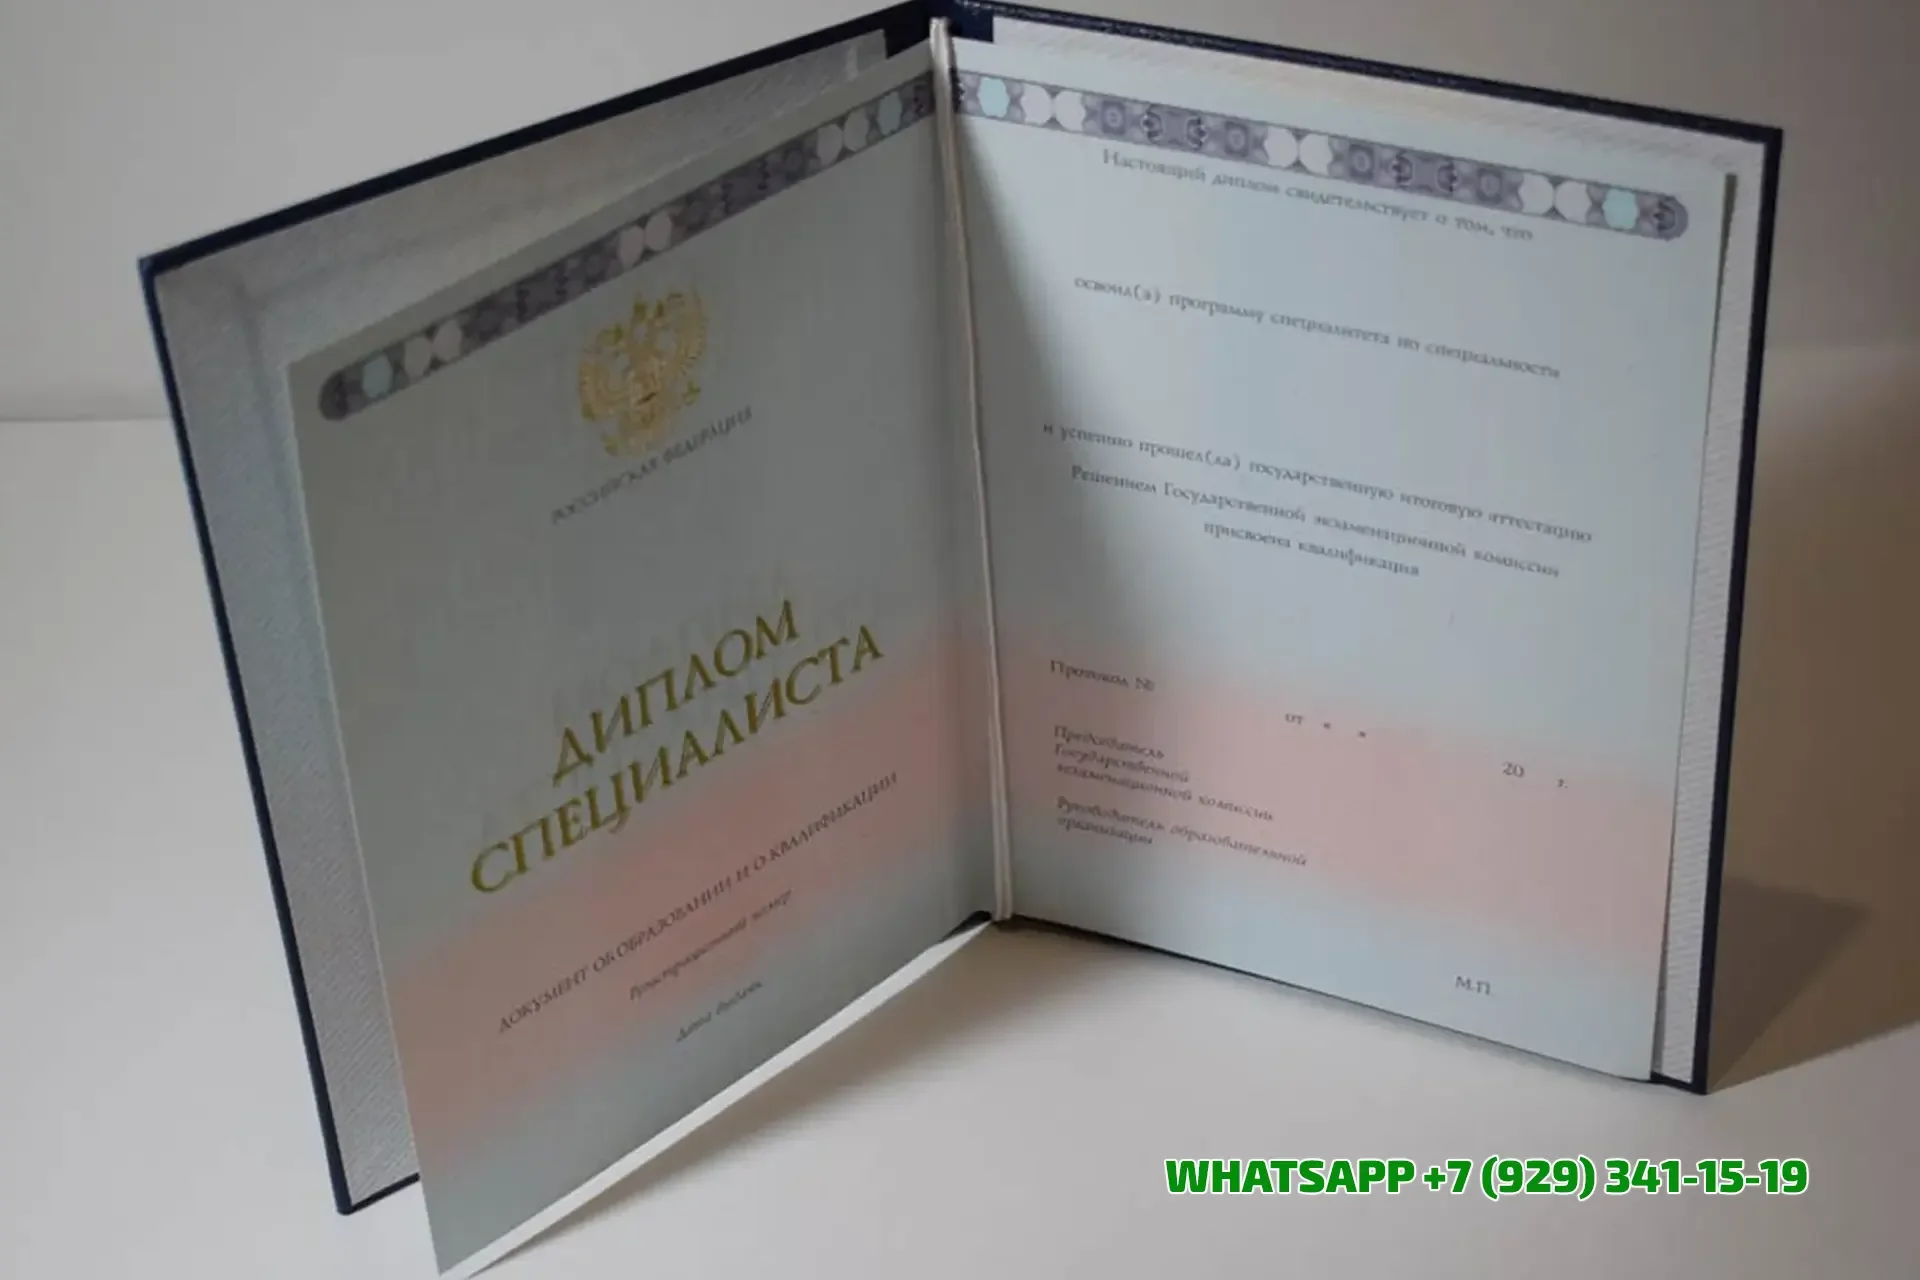 РОССИЙСКАЯ ФЕДЕРАЦИЯ
ДИПЛОМ
СПЕЦИАЛИСТА
ДОКУМЕНТ ОБ ОБРАЗОВАНИИ И О КВАЛИФИКАЦИИ
Регистрационный номер
Дата выдачи
Настоящий диплом свидетельствует о том, что
освоил(а) программу специалитета по специальности
и успешно прошел(ла) государственную итоговую аттестацию
Решением Государственной экзаменационной комиссии
присвоена квалификация
Протокол №
от « »
20 г.
Председатель
Государственной
экзаменационной комиссии
Руководитель образовательной
организации
М.П.
WHATSAPP +7 (929) 341-15-19